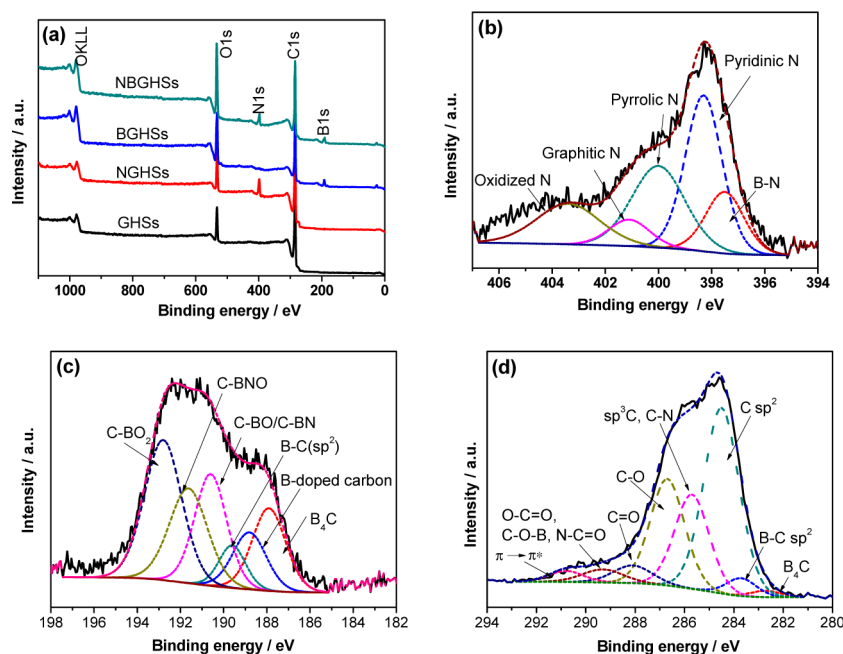 (a)
OKLL
O1s
N1s
C1s
B1s
NBGHSs
BGHSs
NGHSs
GHSs
Intensity / a.u.
1000 800 600 400 200 0
Binding energy / eV
(b)
Pyridinic N
Pyrrolic N
Graphitic N
Oxidized N
B-N
Intensity / a.u.
406 404 402 400 398 396 394
Binding energy / eV
(c)
C-BNO
C-BO/C-BN
C-BO2
B-C(sp2)
B-doped carbon
B4C
Intensity / a.u.
198 196 194 192 190 188 186 184 182
Binding energy / eV
(d)
sp3C, C-N
C sp2
C-O
O-C=O,
C=O
C-O-B, N-C=O
π → π*
B-C sp2
B4C
Intensity / a.u.
294 292 290 288 286 284 282 280
Binding energy / eV